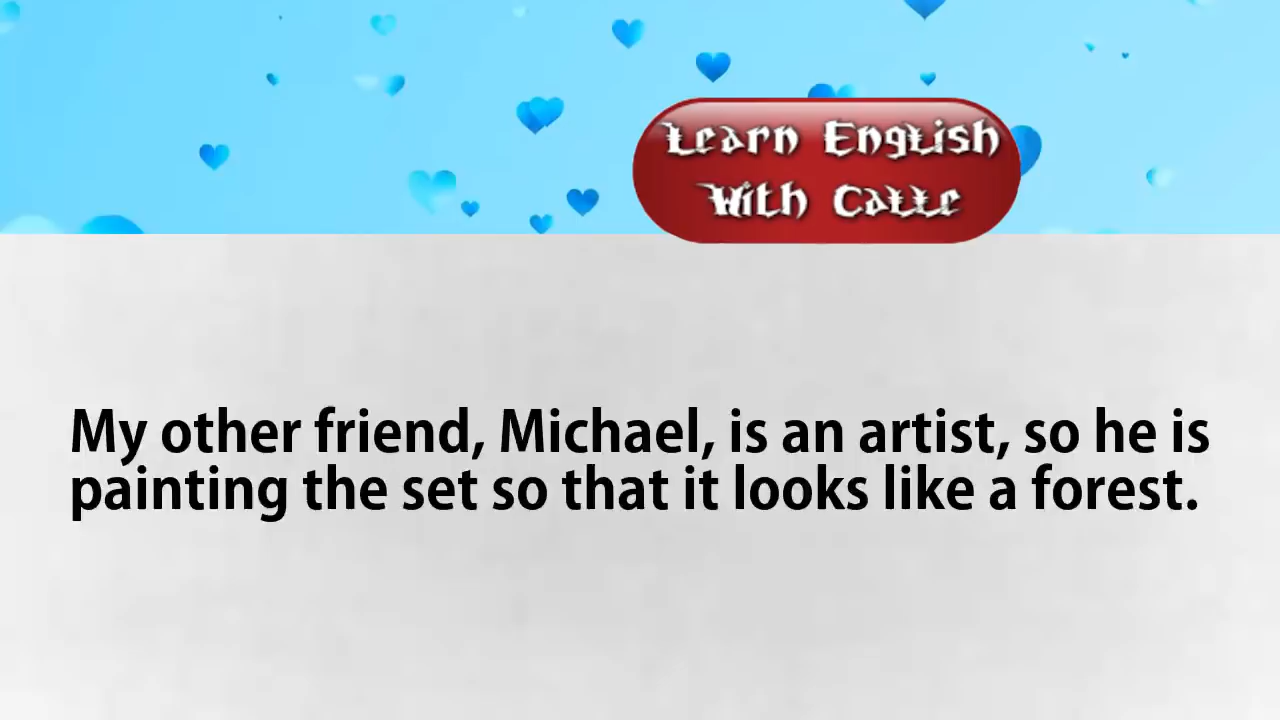 Learn English
With Calle
My other friend, Michael, is an artist, so he is
painting the set so that it looks like a forest.